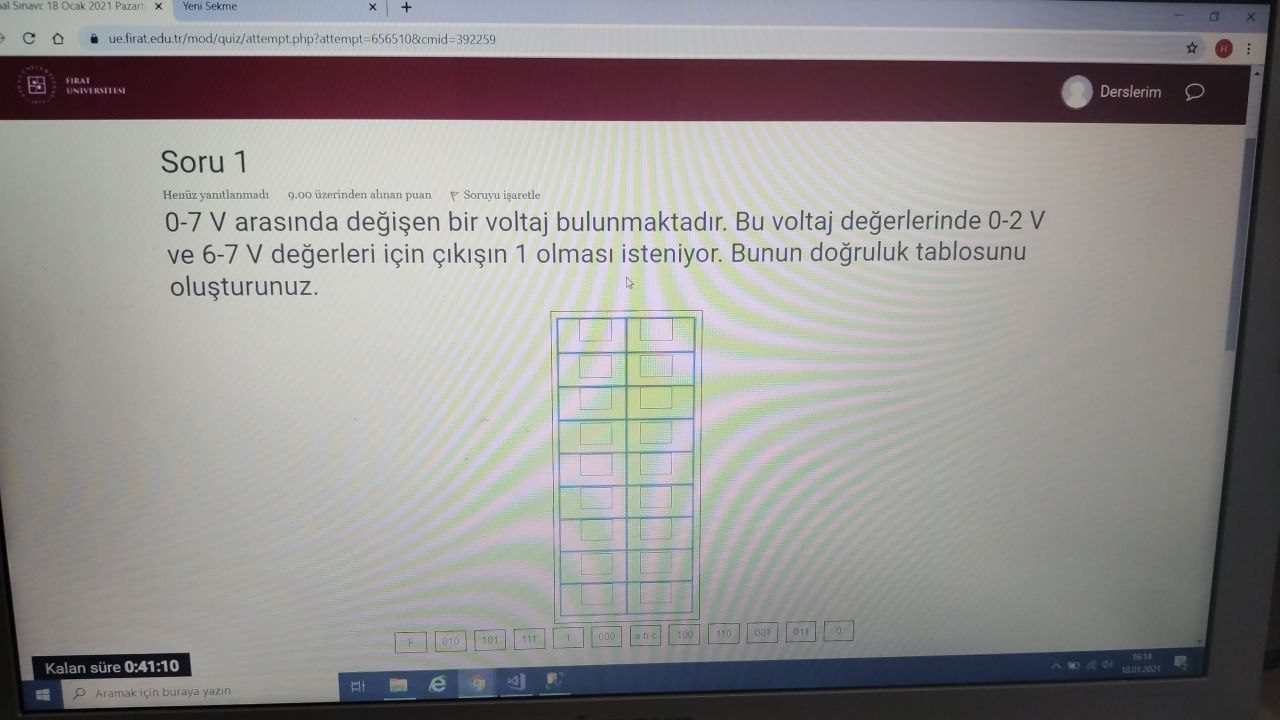 al Sınavı: 18 Ocak 2021 Pazart
Yeni Sekme
ue.firat.edu.tr/mod/quiz/attempt.php?attempt=656510&cmid=392259
H
FIRAT
ÜNİVERSİTESİ
Derslerim
Soru 1
Henüz yanıtlanmadı 9.00 üzerinden alınan puan Soruyu işaretle
0-7 V arasında değişen bir voltaj bulunmaktadır. Bu voltaj değerlerinde 0-2 V
ve 6-7 V değerleri için çıkışın 1 olması isteniyor. Bunun doğruluk tablosunu
oluşturunuz.
F 010 101 111 1 000 a b c 100 110 001 011 0
Kalan süre 0:41:10
Aramak için buraya yazın
16:14
18.01.2021